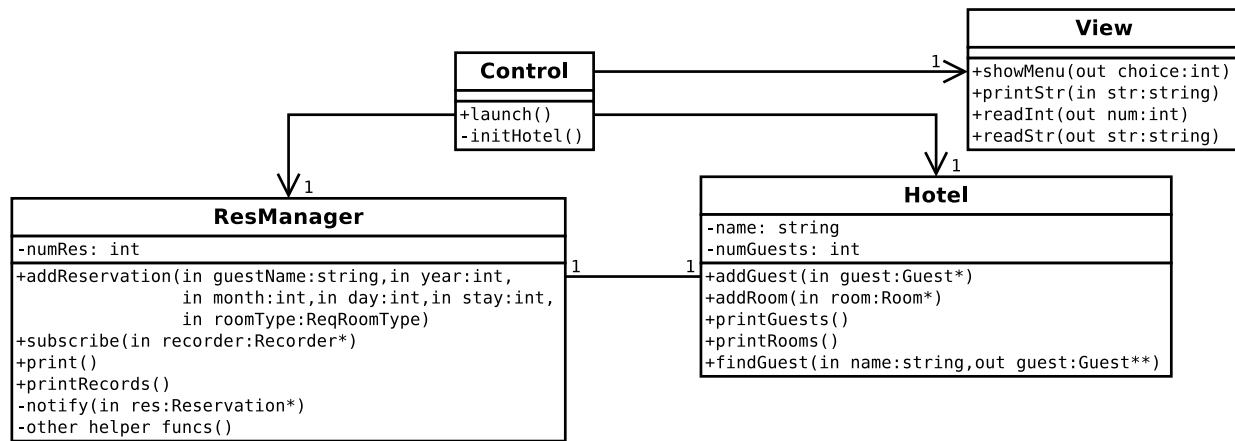 View
+showMenu(out choice:int)
+printStr(in str:string)
+readInt(out num:int)
+readStr(out str:string)
1
Control
+launch()
-initHotel()
1
1
ResManager
-numRes: int
+addReservation(in guestName:string,in year:int,
in month:int,in day:int,in stay:int,
in roomType:ReqRoomType)
+subscribe(in recorder:Recorder*)
+print()
+printRecords()
-notify(in res:Reservation*)
-other helper funcs()
1
1
Hotel
-name: string
-numGuests: int
+addGuest(in guest:Guest*)
+addRoom(in room:Room*)
+printGuests()
+printRooms()
+findGuest(in name:string,out guest:Guest**)